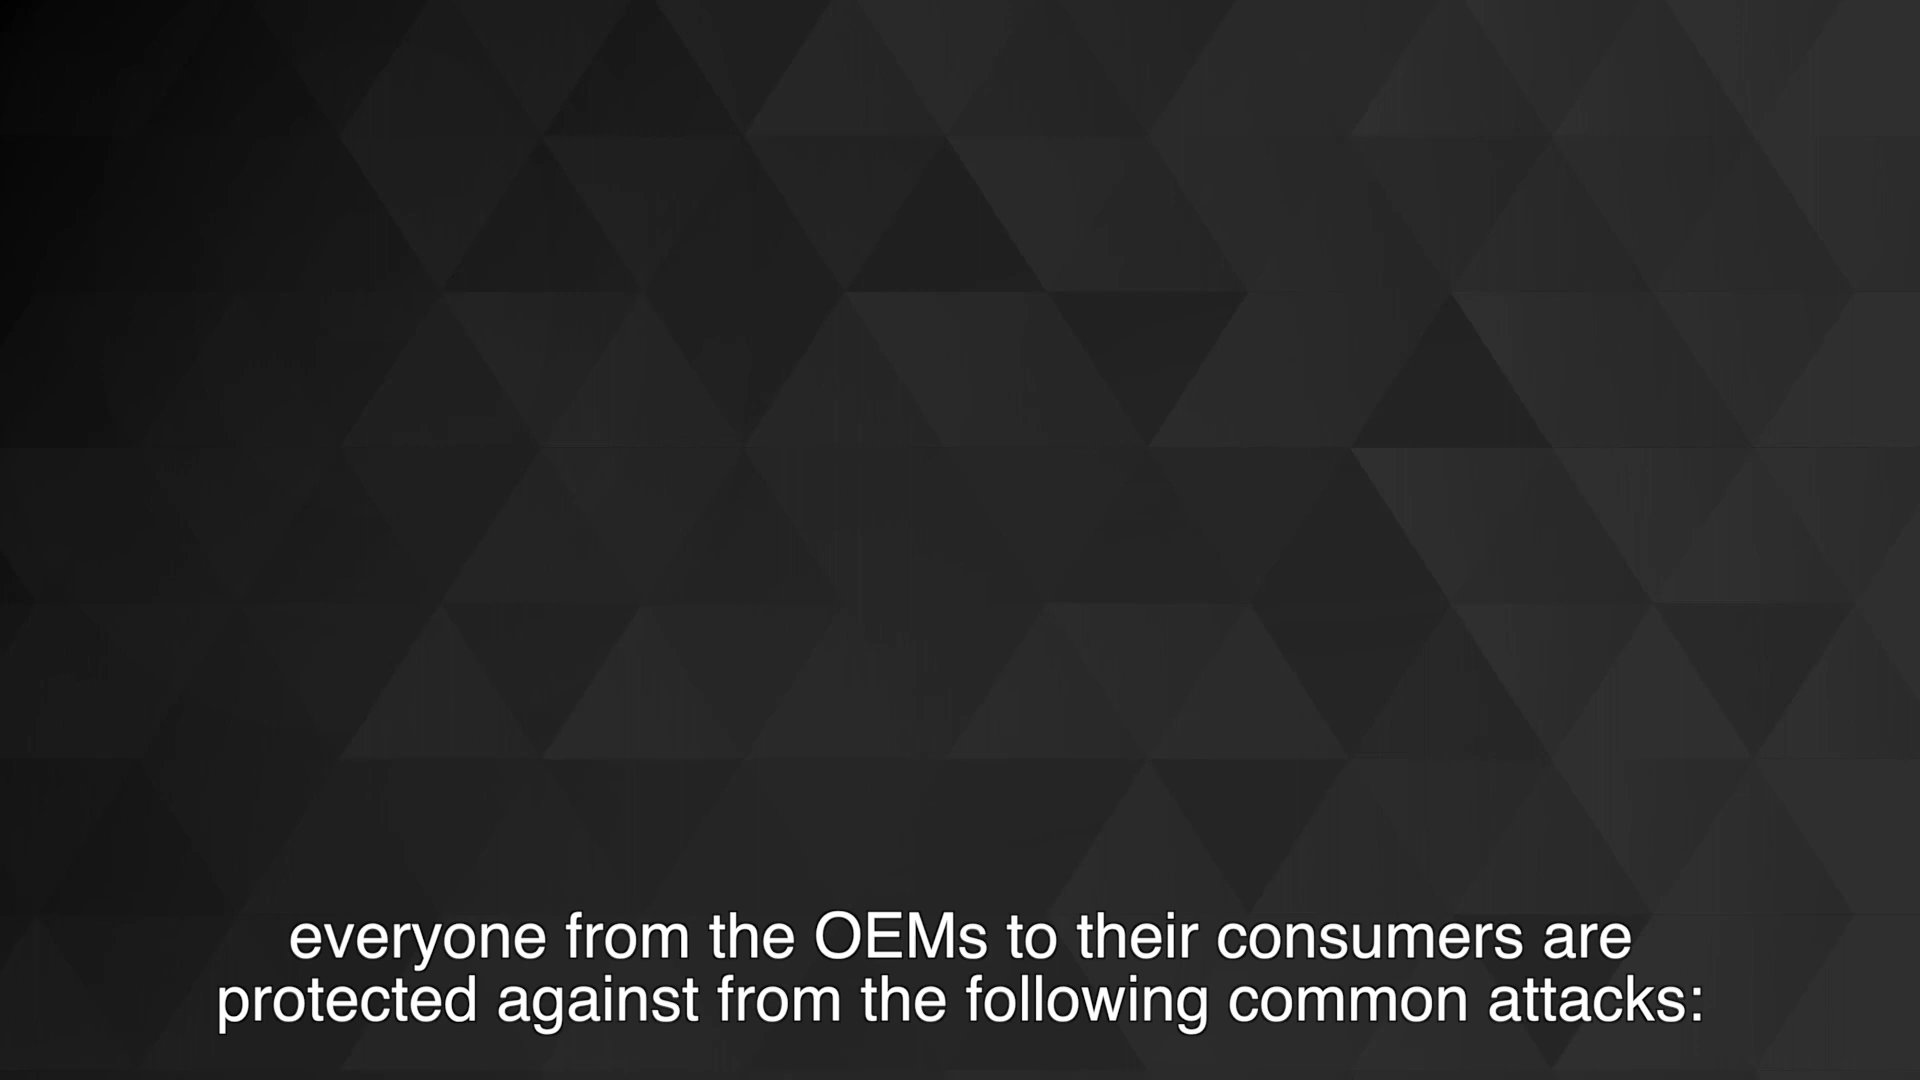 everyone from the OEMs to their consumers are
protected against from the following common attacks: